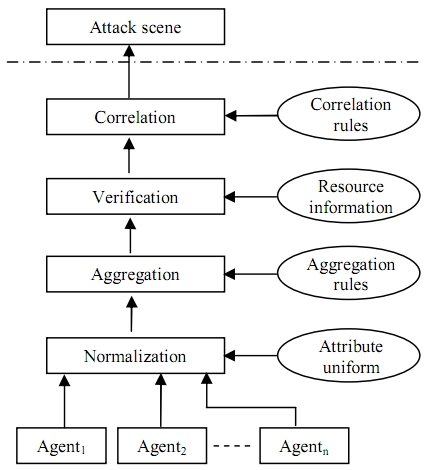 Attack scene
Correlation
Correlation
rules
Verification
Resource
information
Aggregation
Aggregation
rules
Normalization
Attribute
uniform
Agent₁
Agent₂
Agentₙ